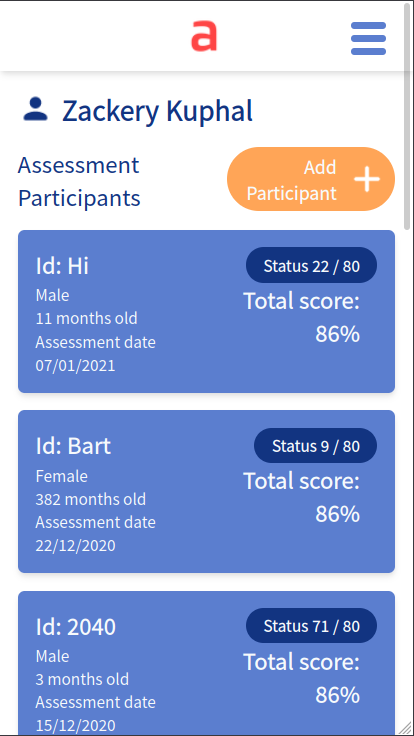 a
Zackery Kuphal
Assessment
Participants
Add
Participant
Id: Hi
Status 22 / 80
Male
Total score:
11 months old
86%
Assessment date
07/01/2021
Id: Bart
Status 9 / 80
Female
Total score:
382 months old
86%
Assessment date
22/12/2020
Id: 2040
Status 71 / 80
Male
Total score:
3 months old
86%
Assessment date
15/12/2020